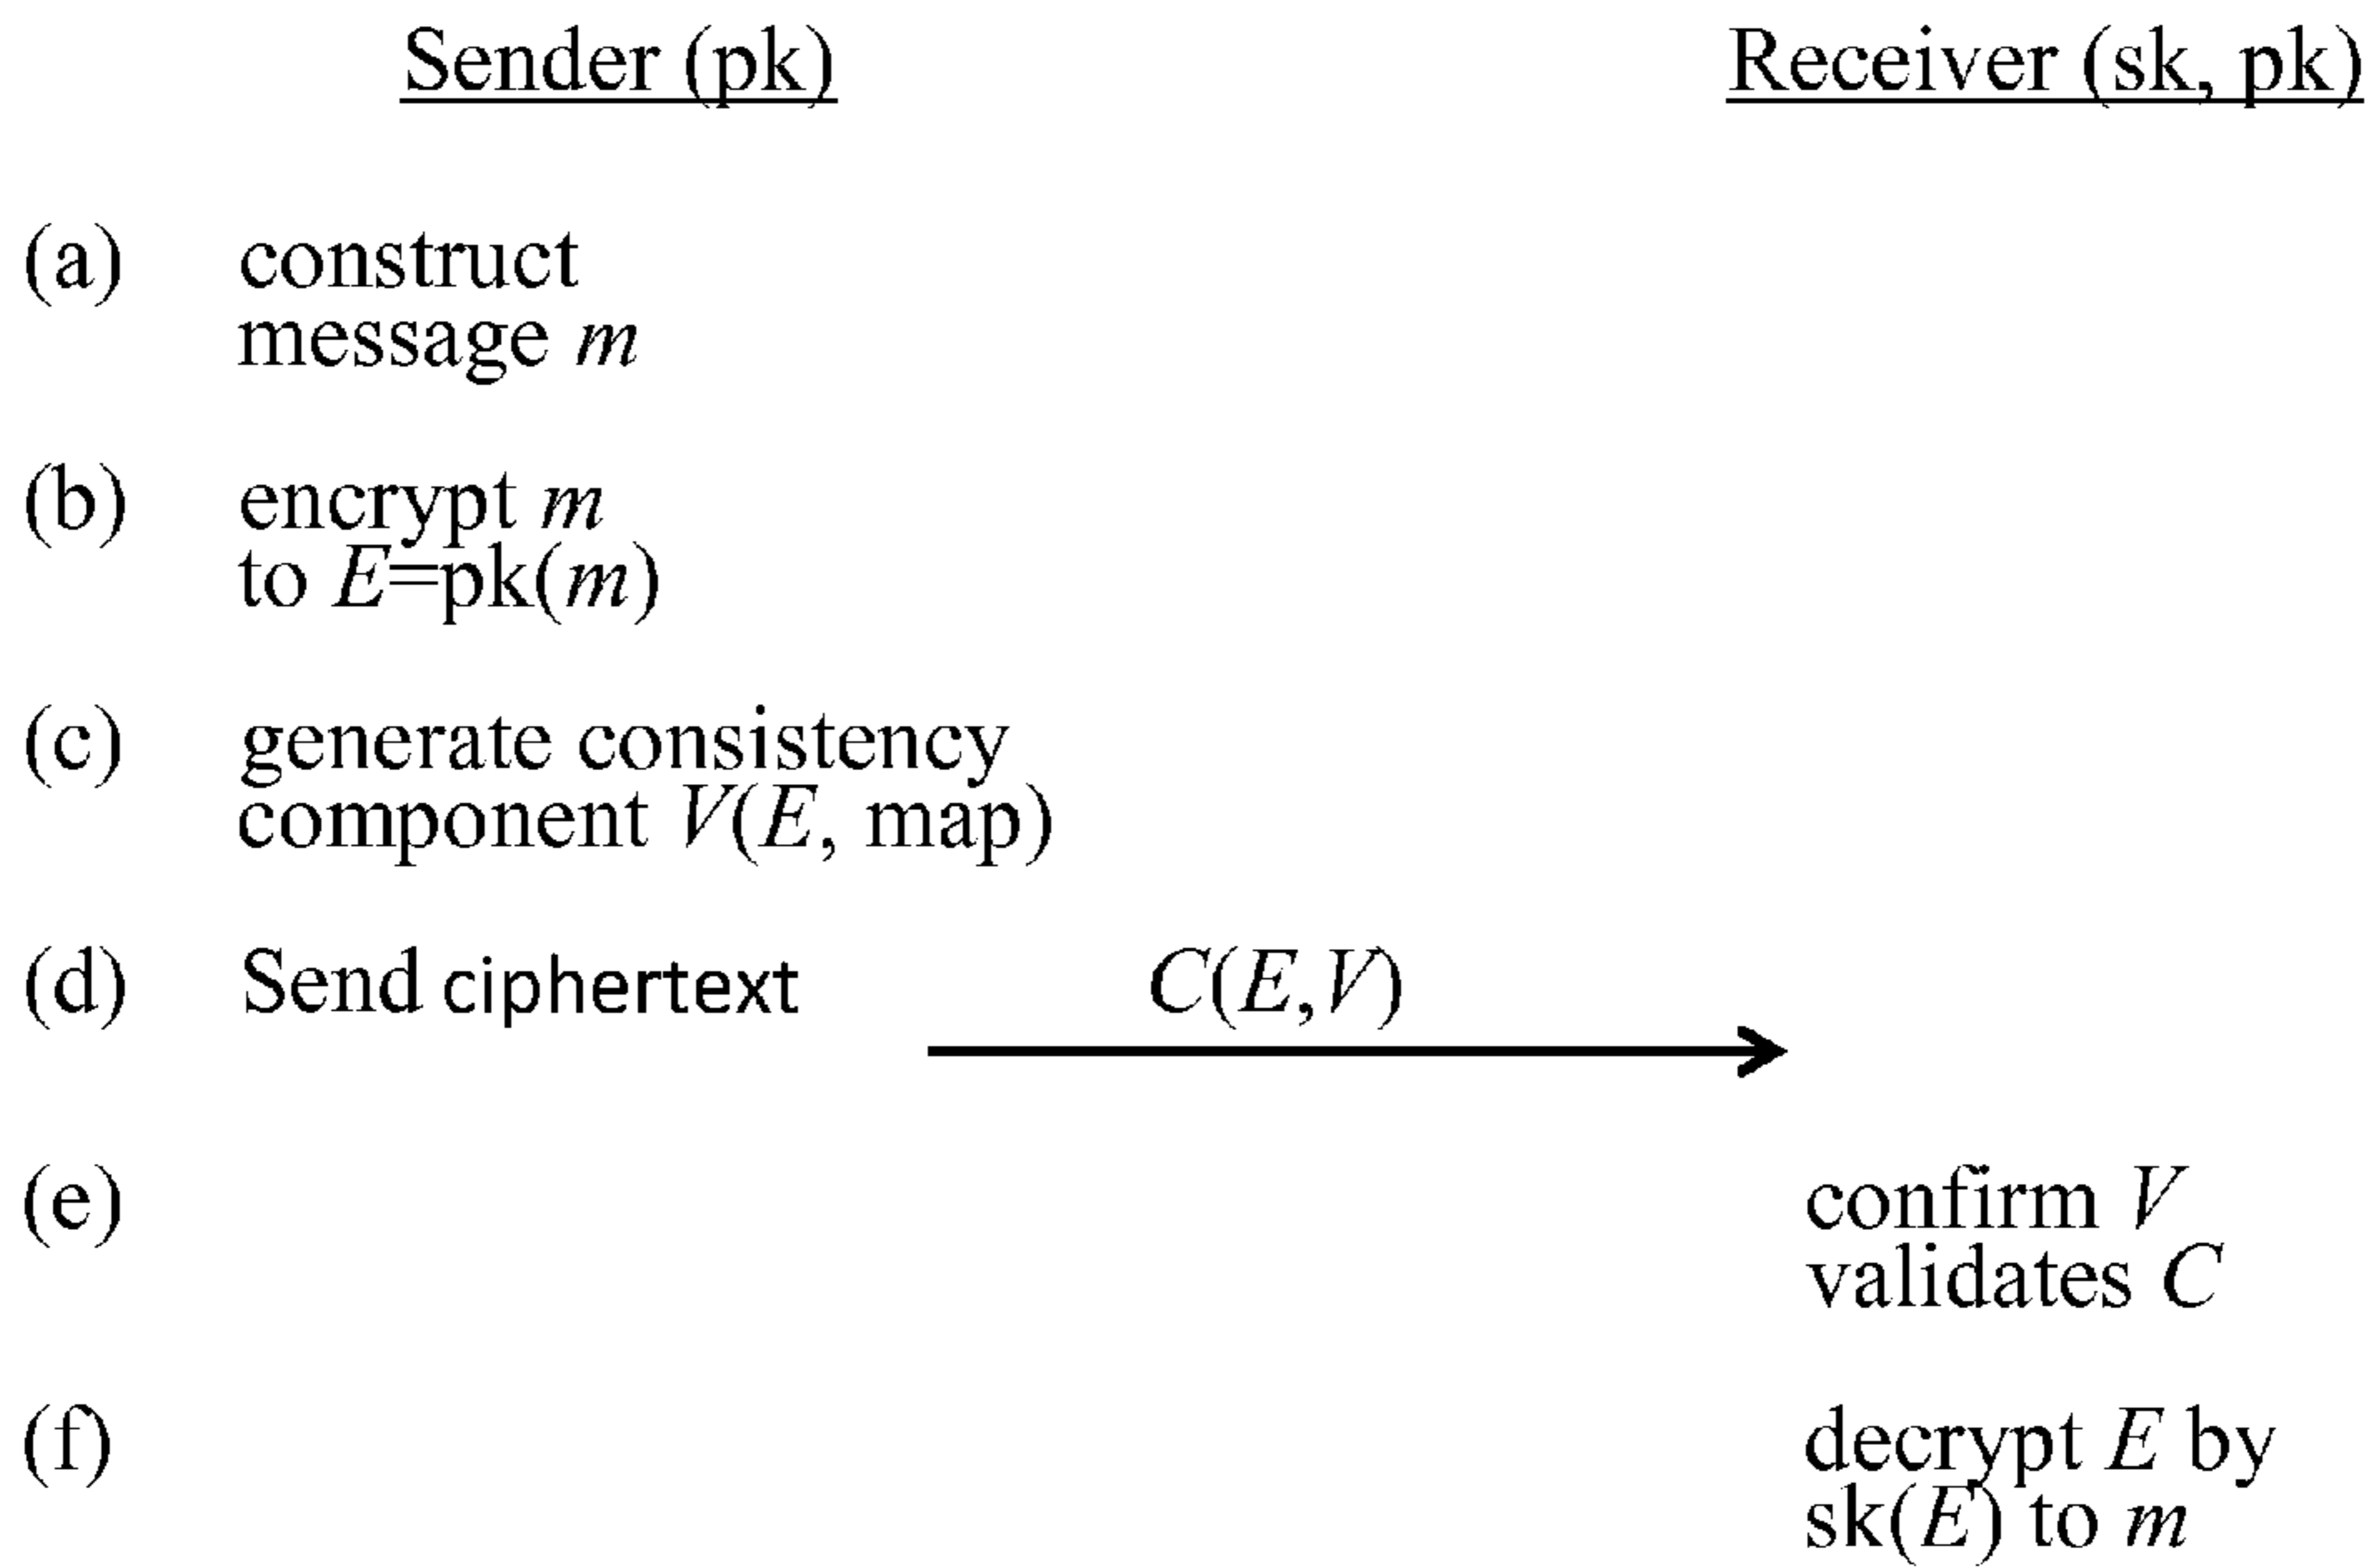 Sender (pk) Receiver (sk, pk)
(a) construct
message m
(b) encrypt m
to E=pk(m)
(c) generate consistency
component V(E, map)
(d) Send ciphertext C(E,V)
(e) confirm V
validates C
(f) decrypt E by
sk(E) to m